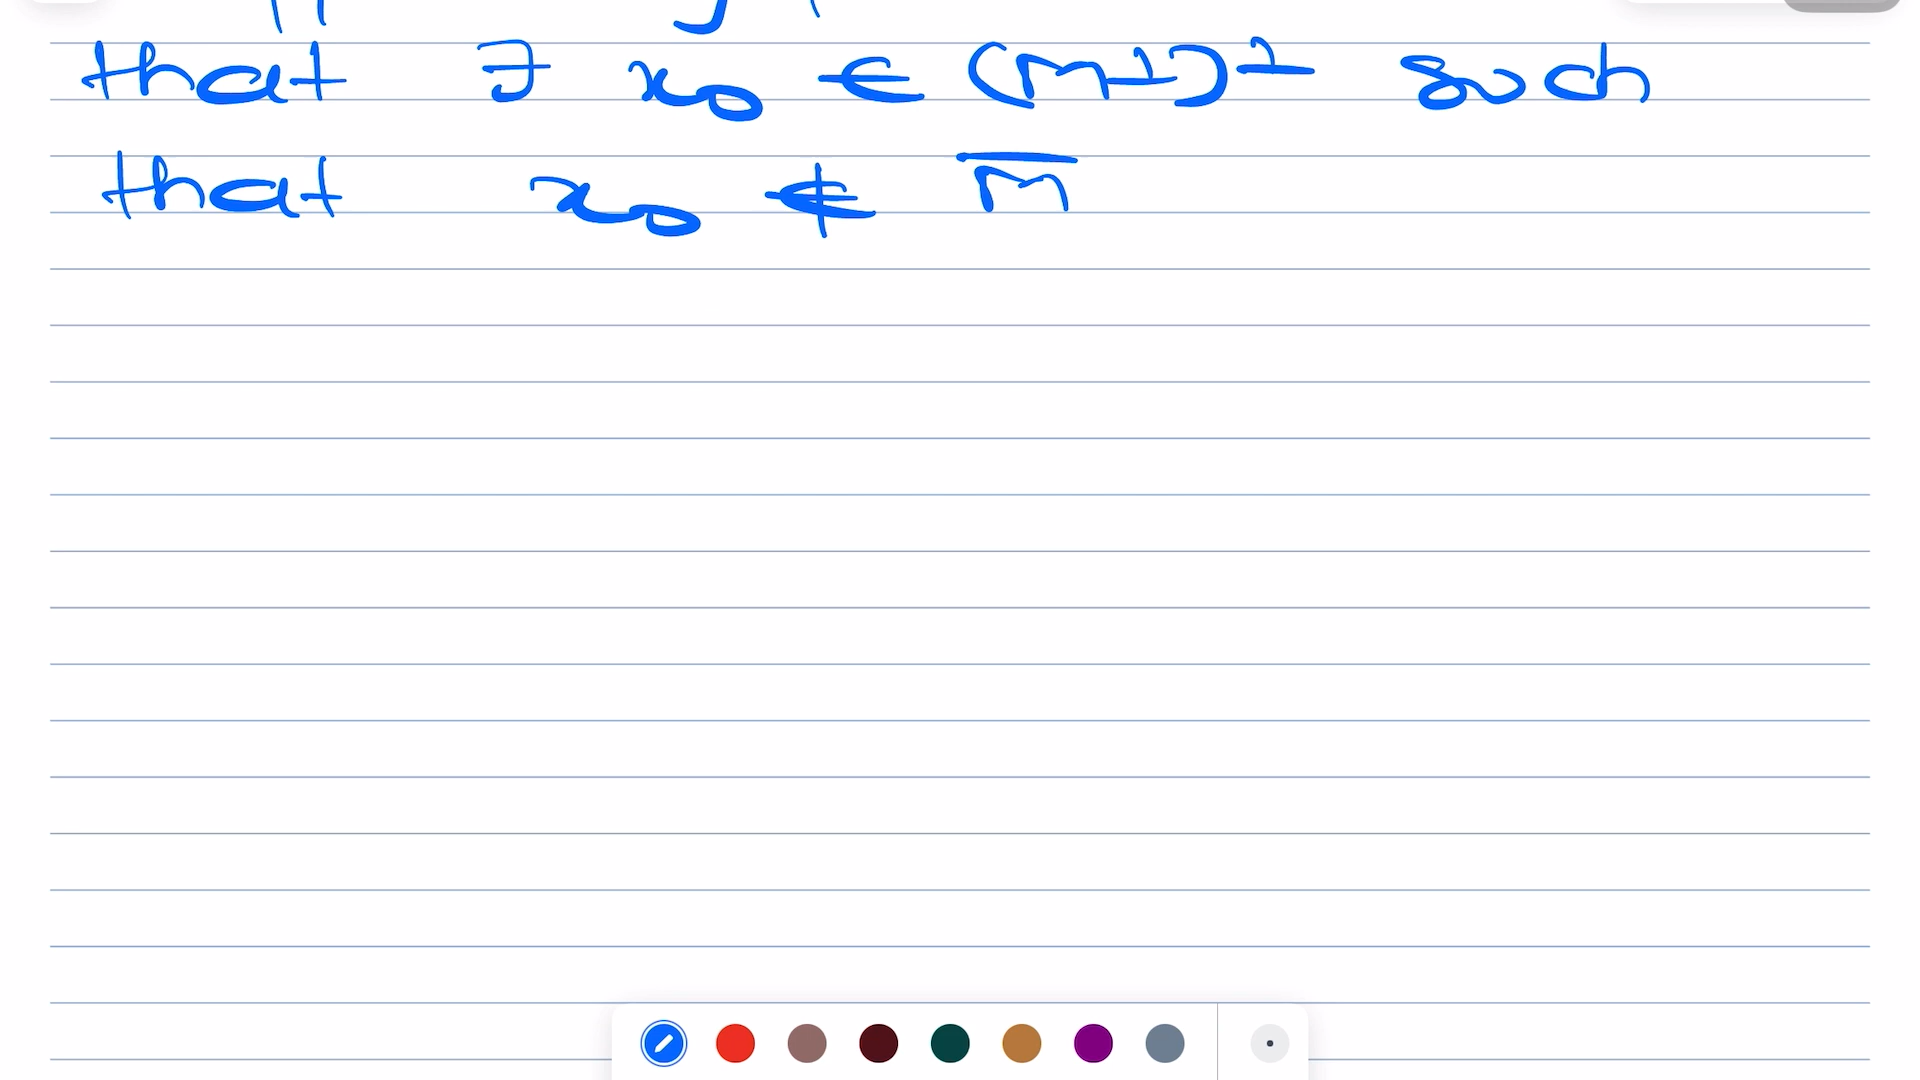 that ∃ x₀ ∈ (M⊥)⊥ such
that x₀ ∉ M̅